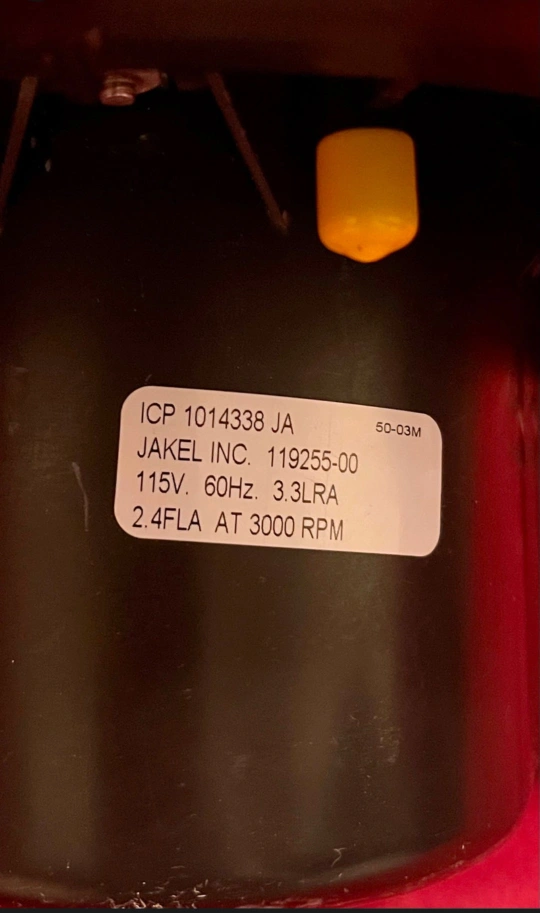 ICP 1014338 JA 50-03M
JAKEL INC. 119255-00
115V. 60Hz. 3.3LRA
2.4FLA AT 3000 RPM